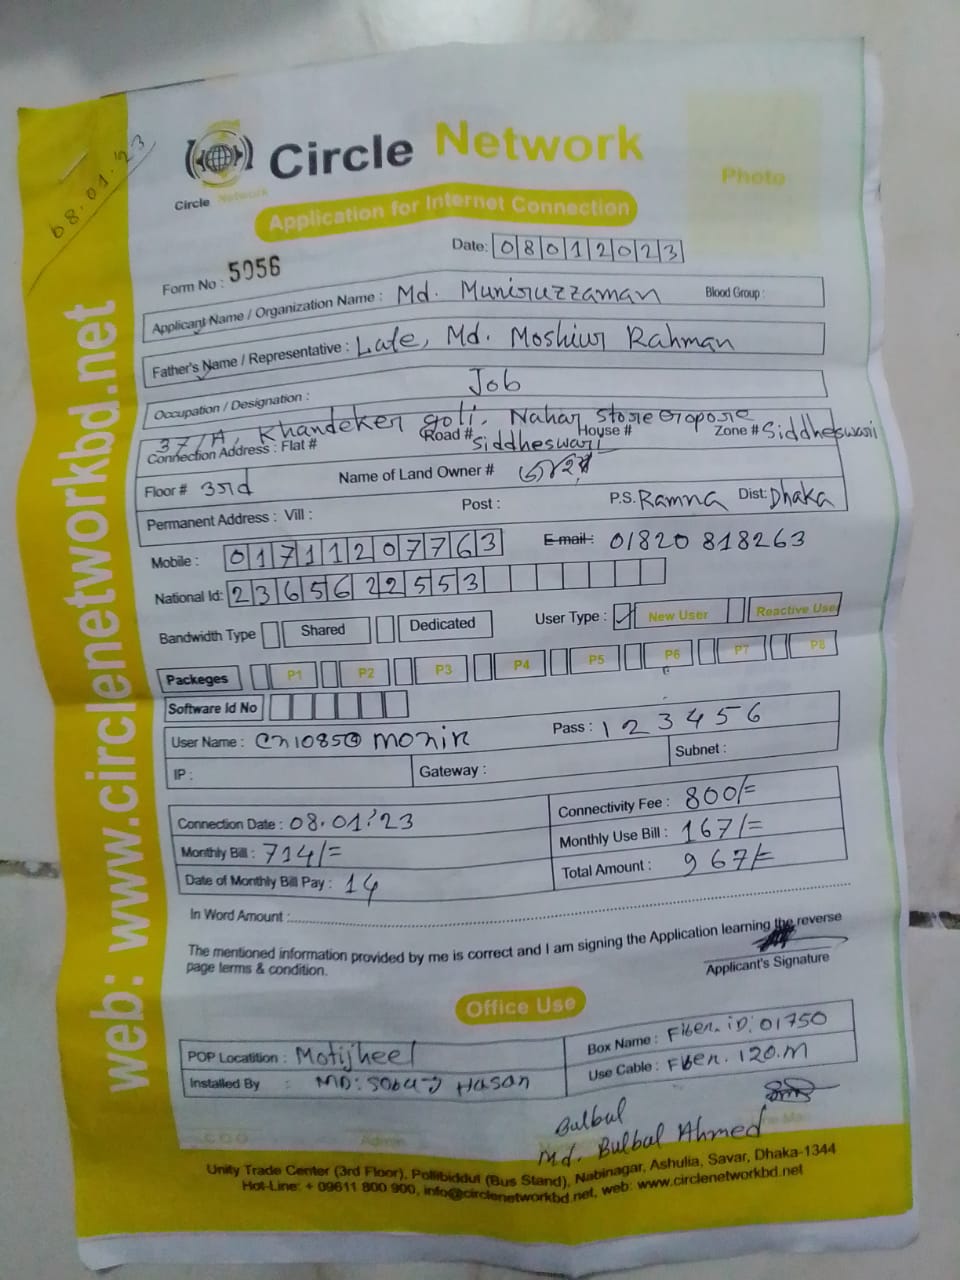 Circle Network
Circle Network
Photo
Application for Internet Connection
08.01.'23
Date: 08012023
Form No : 5056
Applicant Name / Organization Name : Md. Muniruzzaman Blood Group :
Father's Name / Representative : Late, Md. Moshiur Rahman
Occupation / Designation : Job
37/A, Khandeker goli, Nahar Store oropore
Connection Address : Flat # Road # Siddheswari House # Zone # Siddheswari
Floor # 3rd Name of Land Owner #
Permanent Address : Vill : Post : P.S. Ramna Dist: Dhaka
Mobile : 01711207763 E-mail: 01820818263
National Id: 2365622553
Bandwidth Type Shared Dedicated User Type : New User Reactive User
Packeges P1 P2 P3 P4 P5 P6 P7 P8
Software Id No
User Name : Pass : 123456
IP : Gateway : Subnet :
Connection Date : 08.01.'23 Connectivity Fee : 800/=
Monthly Bill : 714/= Monthly Use Bill : 167/=
Date of Monthly Bill Pay : 14 Total Amount : 967/=
In Word Amount :
The mentioned information provided by me is correct and I am signing the Application learning the reverse
page terms & condition.
Applicant's Signature
Office Use
POP Locatition : Motijheel Box Name : Fiber. iD: 01750
Installed By : MD: Sobuj Hasan Use Cable : Fiber. 120.m
Bulbul
Md. Bulbul Ahmed
C O O Admin
Unity Trade Center (3rd Floor), Pollibiddut (Bus Stand), Nabinagar, Ashulia, Savar, Dhaka-1344
Hot-Line: + 09611 800 900, info@circlenetworkbd.net, web: www.circlenetworkbd.net
web: www.circlenetworkbd.net